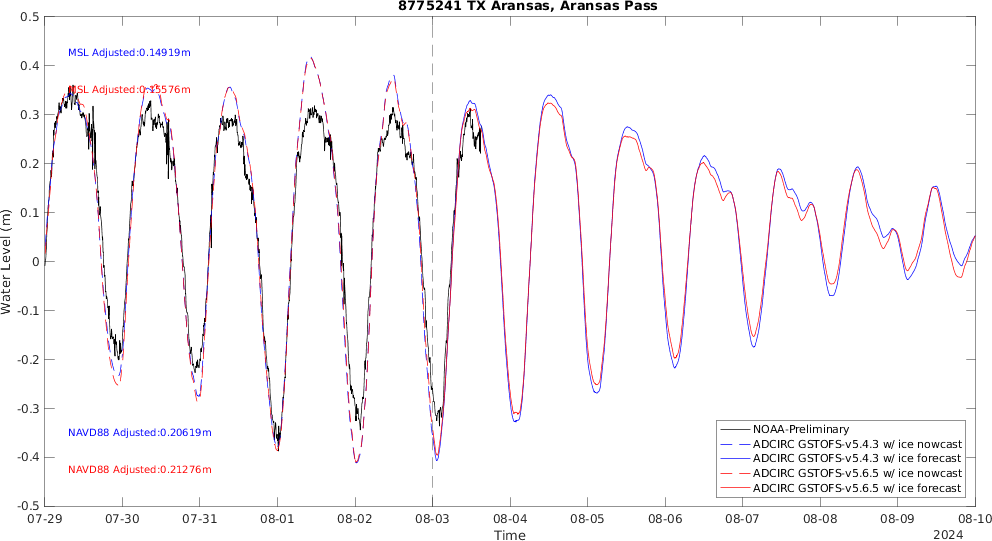 8775241 TX Aransas, Aransas Pass
0.5
0.4
0.3
0.2
0.1
0
-0.1
-0.2
-0.3
-0.4
-0.5
Water Level (m)
MSL Adjusted:0.14919m
MSL Adjusted:0.15576m
NAVD88 Adjusted:0.20619m
NAVD88 Adjusted:0.21276m
NOAA-Preliminary
ADCIRC GSTOFS-v5.4.3 w/ ice nowcast
ADCIRC GSTOFS-v5.4.3 w/ ice forecast
ADCIRC GSTOFS-v5.6.5 w/ ice nowcast
ADCIRC GSTOFS-v5.6.5 w/ ice forecast
07-29 07-30 07-31 08-01 08-02 08-03 08-04 08-05 08-06 08-07 08-08 08-09 08-10
Time
2024